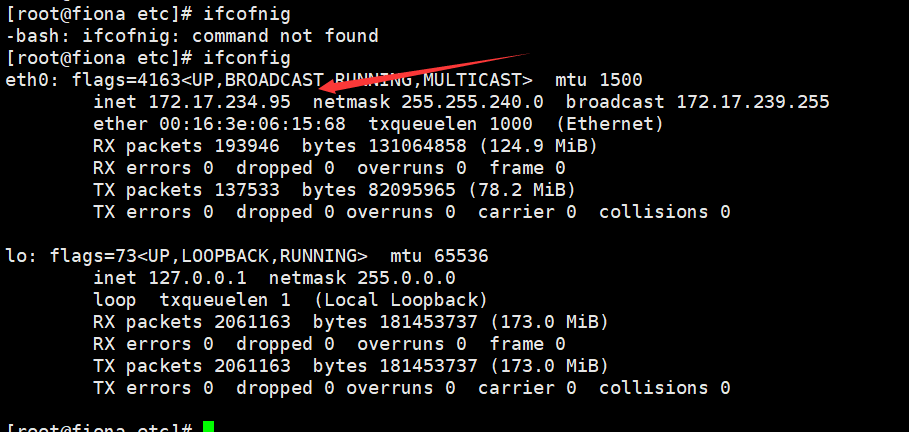 [root@fiona etc]# ifcofnig
-bash: ifcofnig: command not found
[root@fiona etc]# ifconfig
eth0: flags=4163<UP,BROADCAST,RUNNING,MULTICAST>  mtu 1500
        inet 172.17.234.95  netmask 255.255.240.0  broadcast 172.17.239.255
        ether 00:16:3e:06:15:68  txqueuelen 1000  (Ethernet)
        RX packets 193946  bytes 131064858 (124.9 MiB)
        RX errors 0  dropped 0  overruns 0  frame 0
        TX packets 137533  bytes 82095965 (78.2 MiB)
        TX errors 0  dropped 0 overruns 0  carrier 0  collisions 0

lo: flags=73<UP,LOOPBACK,RUNNING>  mtu 65536
        inet 127.0.0.1  netmask 255.0.0.0
        loop  txqueuelen 1  (Local Loopback)
        RX packets 2061163  bytes 181453737 (173.0 MiB)
        RX errors 0  dropped 0  overruns 0  frame 0
        TX packets 2061163  bytes 181453737 (173.0 MiB)
        TX errors 0  dropped 0 overruns 0  carrier 0  collisions 0

[root@fiona etc]#